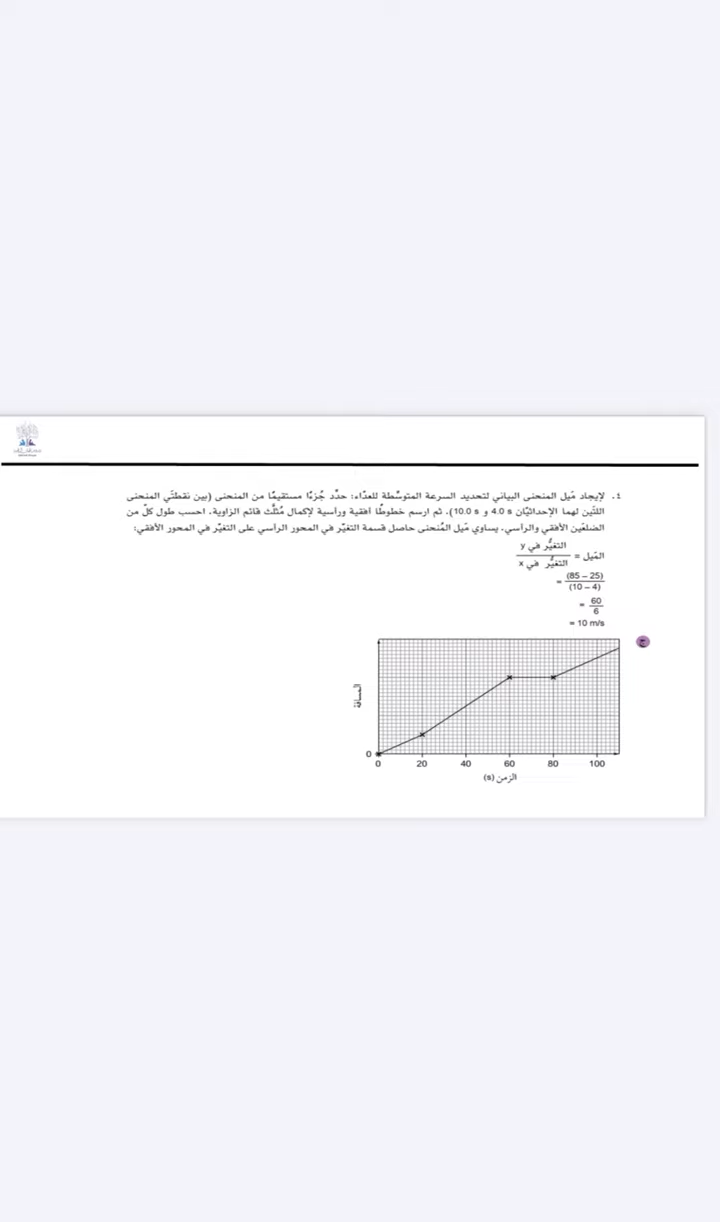 ٤. لإيجاد مَيل المنحنى البياني لتحديد السرعة المتوسِّطة للعدّاء: حدِّد جُزءًا مستقيمًا من المنحنى (بين نقطتَي المنحنى
اللتَين لهما الإحداثيَّان 4.0 s و 10.0 s). ثم ارسم خطوطًا أفقية ورأسية لإكمال مُثلَّث قائم الزاوية. احسب طول كلّ من
الضلعَين الأفقي والرأسي. يساوي مَيل المُنحنى حاصل قسمة التغيّر في المحور الرأسي على التغيّر في المحور الأفقي:
المَيل = التغيُّر في y
التغيُّر في x
= (85 – 25)
(10 – 4)
= 60
6
= 10 m/s
ج
المسافة
0
0 20 40 60 80 100
الزمن (s)